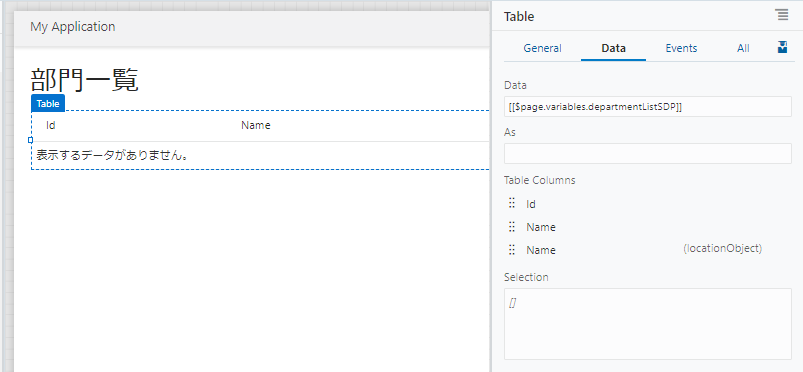 My Application
部門一覧
Table
Id Name
表示するデータがありません。
Table
General Data Events All
Data
[[$page.variables.departmentListSDP]]
As
Table Columns
Id
Name
Name (locationObject)
Selection
[]